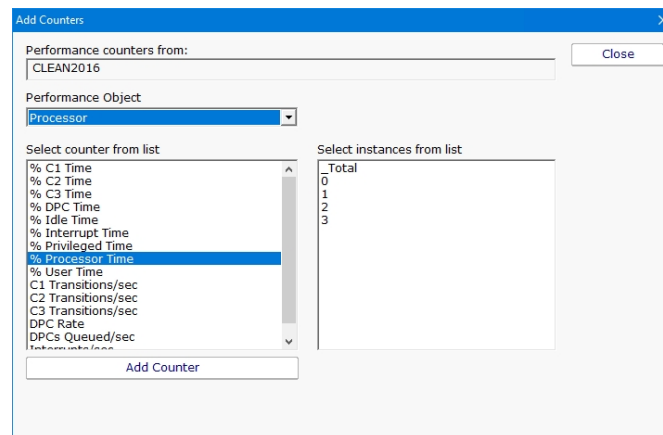 Add Counters
Performance counters from:
CLEAN2016
Close
Performance Object
Processor
Select counter from list
% C1 Time
% C2 Time
% C3 Time
% DPC Time
% Idle Time
% Interrupt Time
% Privileged Time
% Processor Time
% User Time
C1 Transitions/sec
C2 Transitions/sec
C3 Transitions/sec
DPC Rate
DPCs Queued/sec
Interrupts/sec
Select instances from list
_Total
0
1
2
3
Add Counter